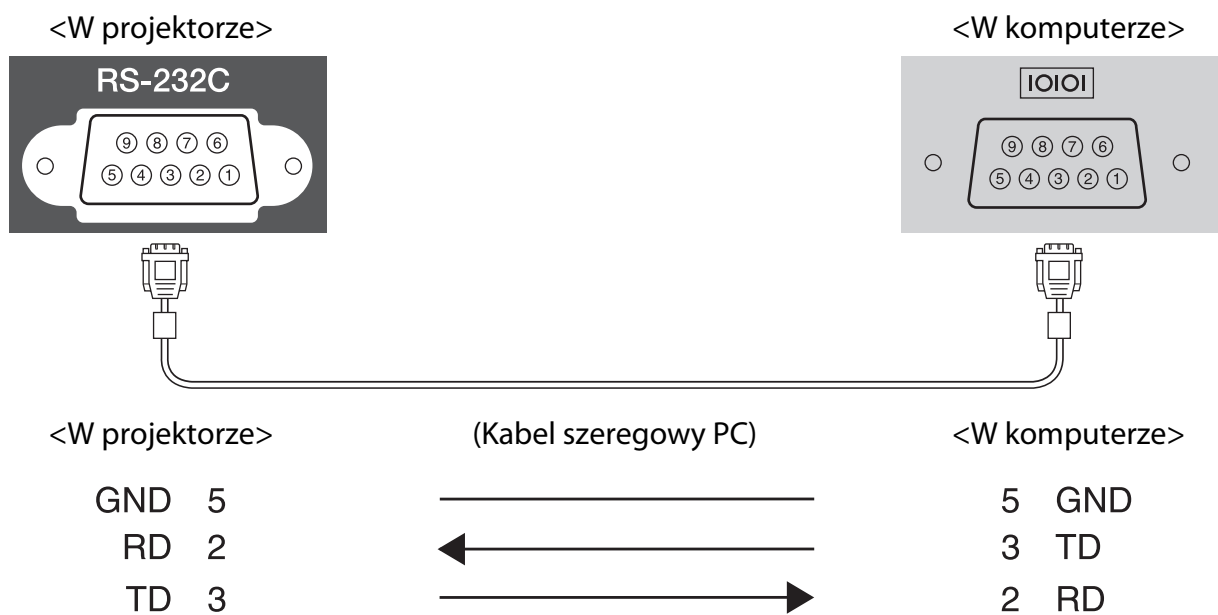 <W projektorze> <W komputerze>
RS-232C IOIOI
9 8 7 6 9 8 7 6
5 4 3 2 1 5 4 3 2 1
<W projektorze> (Kabel szeregowy PC) <W komputerze>
GND 5 5 GND
RD 2 3 TD
TD 3 2 RD